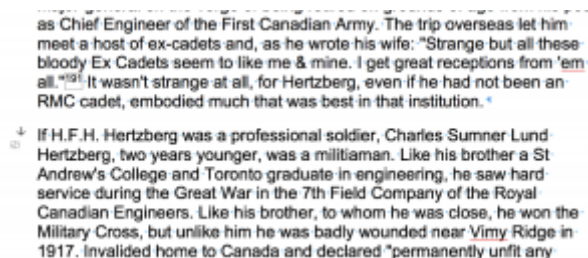 as Chief Engineer of the First Canadian Army. The trip overseas let him
meet a host of ex-cadets and, as he wrote his wife: "Strange but all these
bloody Ex Cadets seem to like me & mine. I get great receptions from 'em
all." It wasn't strange at all, for Hertzberg, even if he had not been an
RMC cadet, embodied much that was best in that institution.
If H.F.H. Hertzberg was a professional soldier, Charles Sumner Lund
Hertzberg, two years younger, was a militiaman. Like his brother a St
Andrew's College and Toronto graduate in engineering, he saw hard
service during the Great War in the 7th Field Company of the Royal
Canadian Engineers. Like his brother, to whom he was close, he won the
Military Cross, but unlike him he was badly wounded near Vimy Ridge in
1917. Invalided home to Canada and declared "permanently unfit any